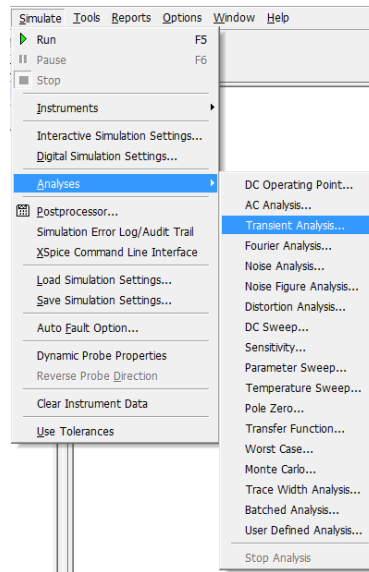 Simulate Tools Reports Options Window Help
Run F5
Pause F6
Stop
Instruments
Interactive Simulation Settings...
Digital Simulation Settings...
Analyses
Postprocessor...
Simulation Error Log/Audit Trail
XSpice Command Line Interface
Load Simulation Settings...
Save Simulation Settings...
Auto Fault Option...
Dynamic Probe Properties
Reverse Probe Direction
Clear Instrument Data
Use Tolerances
DC Operating Point...
AC Analysis...
Transient Analysis...
Fourier Analysis...
Noise Analysis...
Noise Figure Analysis...
Distortion Analysis...
DC Sweep...
Sensitivity...
Parameter Sweep...
Temperature Sweep...
Pole Zero...
Transfer Function...
Worst Case...
Monte Carlo...
Trace Width Analysis...
Batched Analysis...
User Defined Analysis...
Stop Analysis